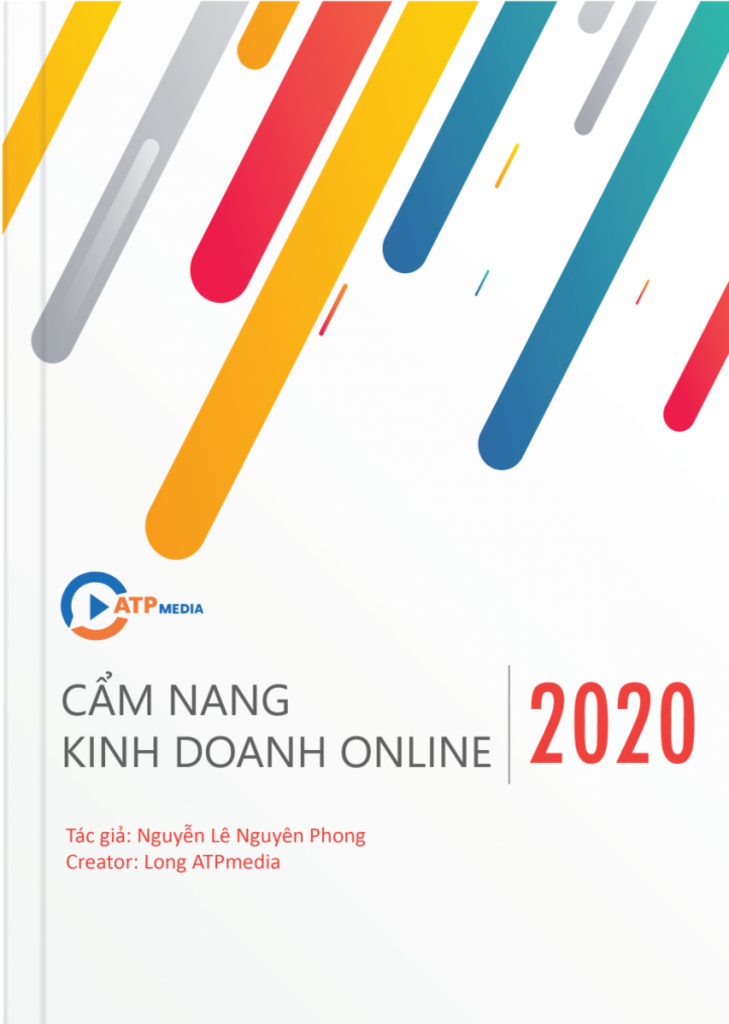 ATP MEDIA
CẨM NANG
KINH DOANH ONLINE
2020
Tác giả: Nguyễn Lê Nguyên Phong
Creator: Long ATPmedia